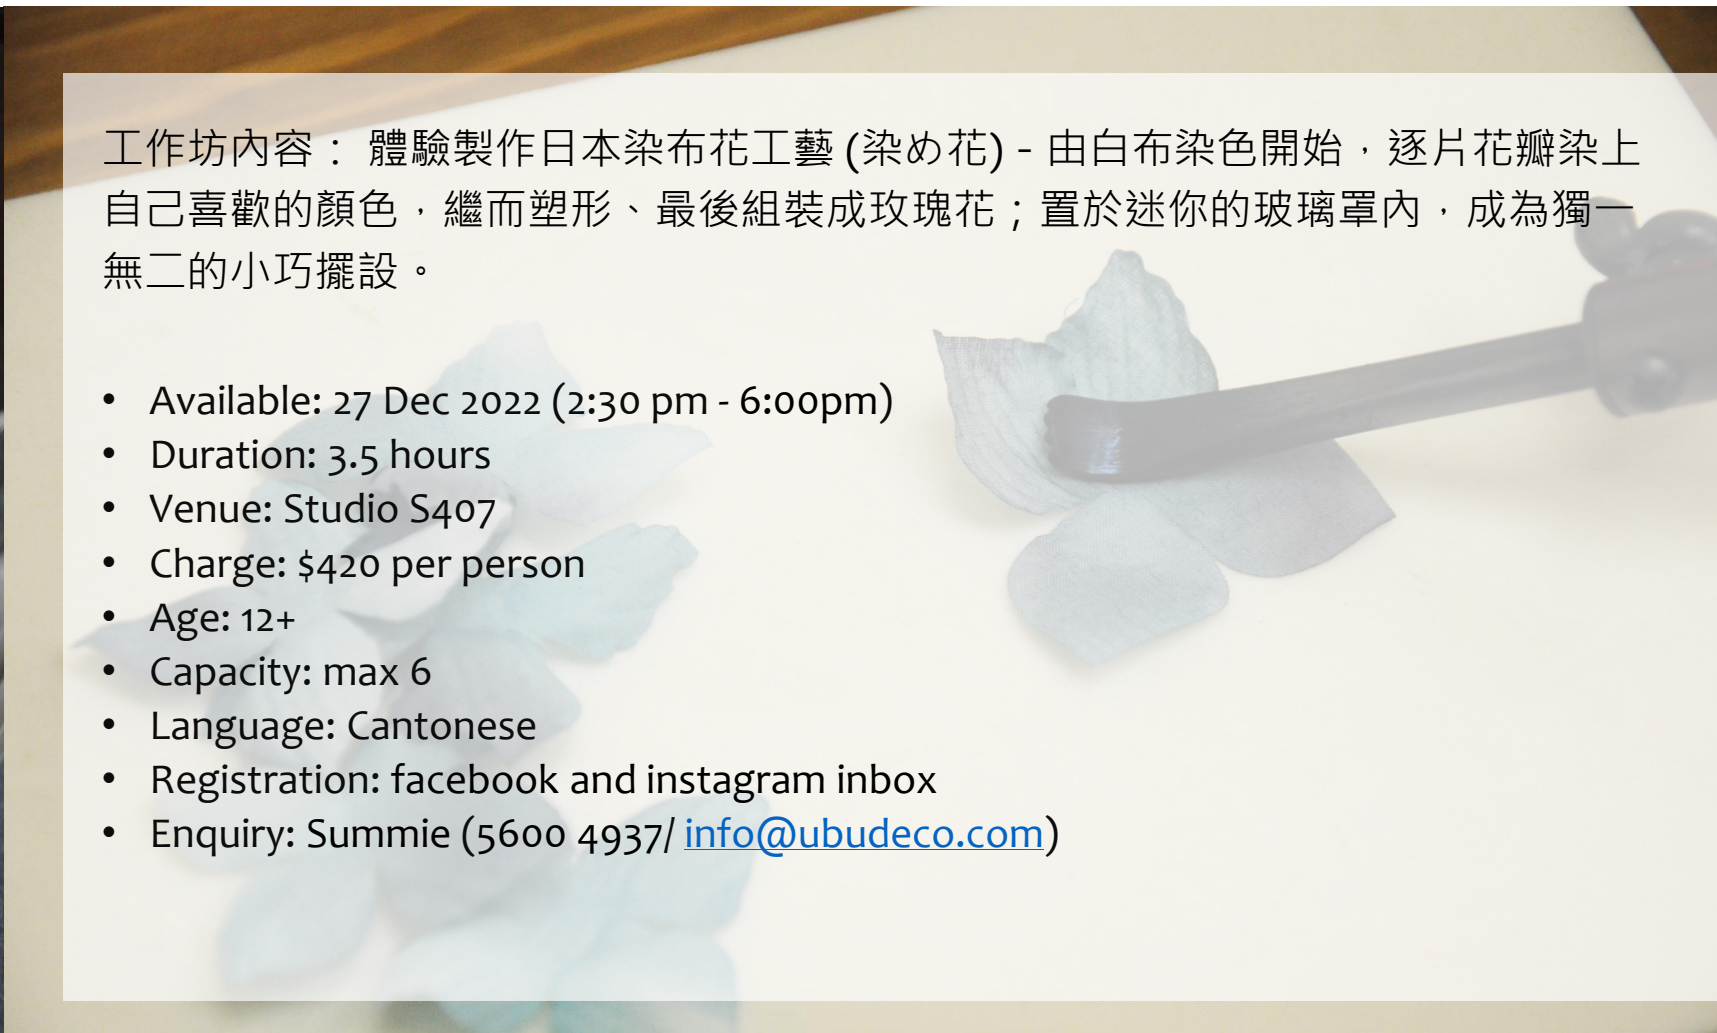 工作坊內容： 體驗製作日本染布花工藝 (染め花) - 由白布染色開始，逐片花瓣染上
自己喜歡的顏色，繼而塑形、最後組裝成玫瑰花；置於迷你的玻璃罩內，成為獨一
無二的小巧擺設。
• Available: 27 Dec 2022 (2:30 pm - 6:00pm)
• Duration: 3.5 hours
• Venue: Studio S407
• Charge: $420 per person
• Age: 12+
• Capacity: max 6
• Language: Cantonese
• Registration: facebook and instagram inbox
• Enquiry: Summie (5600 4937/ info@ubudeco.com)